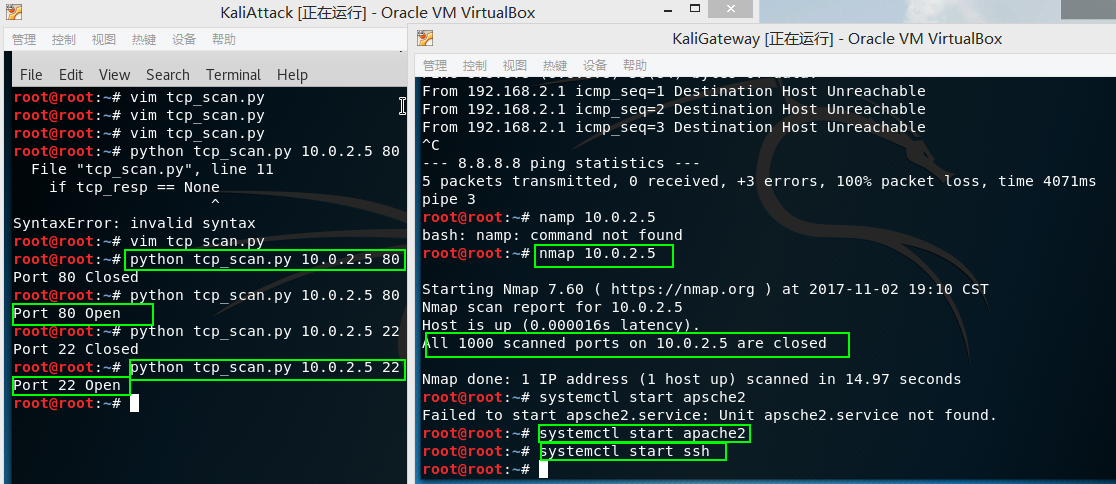 KaliAttack [正在运行] - Oracle VM VirtualBox
管理 控制 视图 热键 设备 帮助
File Edit View Search Terminal Help
root@root:~# vim tcp_scan.py
root@root:~# vim tcp_scan.py
root@root:~# vim tcp_scan.py
root@root:~# python tcp_scan.py 10.0.2.5 80
File "tcp_scan.py", line 11
if tcp_resp == None
^
SyntaxError: invalid syntax
root@root:~# vim tcp_scan.py
root@root:~# python tcp_scan.py 10.0.2.5 80
Port 80 Closed
root@root:~# python tcp_scan.py 10.0.2.5 80
Port 80 Open
root@root:~# python tcp_scan.py 10.0.2.5 22
Port 22 Closed
root@root:~# python tcp_scan.py 10.0.2.5 22
Port 22 Open
root@root:~#
KaliGateway [正在运行] - Oracle VM VirtualBox
管理 控制 视图 热键 设备 帮助
From 192.168.2.1 icmp_seq=1 Destination Host Unreachable
From 192.168.2.1 icmp_seq=2 Destination Host Unreachable
From 192.168.2.1 icmp_seq=3 Destination Host Unreachable
^C
--- 8.8.8.8 ping statistics ---
5 packets transmitted, 0 received, +3 errors, 100% packet loss, time 4071ms
pipe 3
root@root:~# namp 10.0.2.5
bash: namp: command not found
root@root:~# nmap 10.0.2.5
Starting Nmap 7.60 ( https://nmap.org ) at 2017-11-02 19:10 CST
Nmap scan report for 10.0.2.5
Host is up (0.000016s latency).
All 1000 scanned ports on 10.0.2.5 are closed
Nmap done: 1 IP address (1 host up) scanned in 14.97 seconds
root@root:~# systemctl start apsche2
Failed to start apsche2.service: Unit apsche2.service not found.
root@root:~# systemctl start apache2
root@root:~# systemctl start ssh
root@root:~#